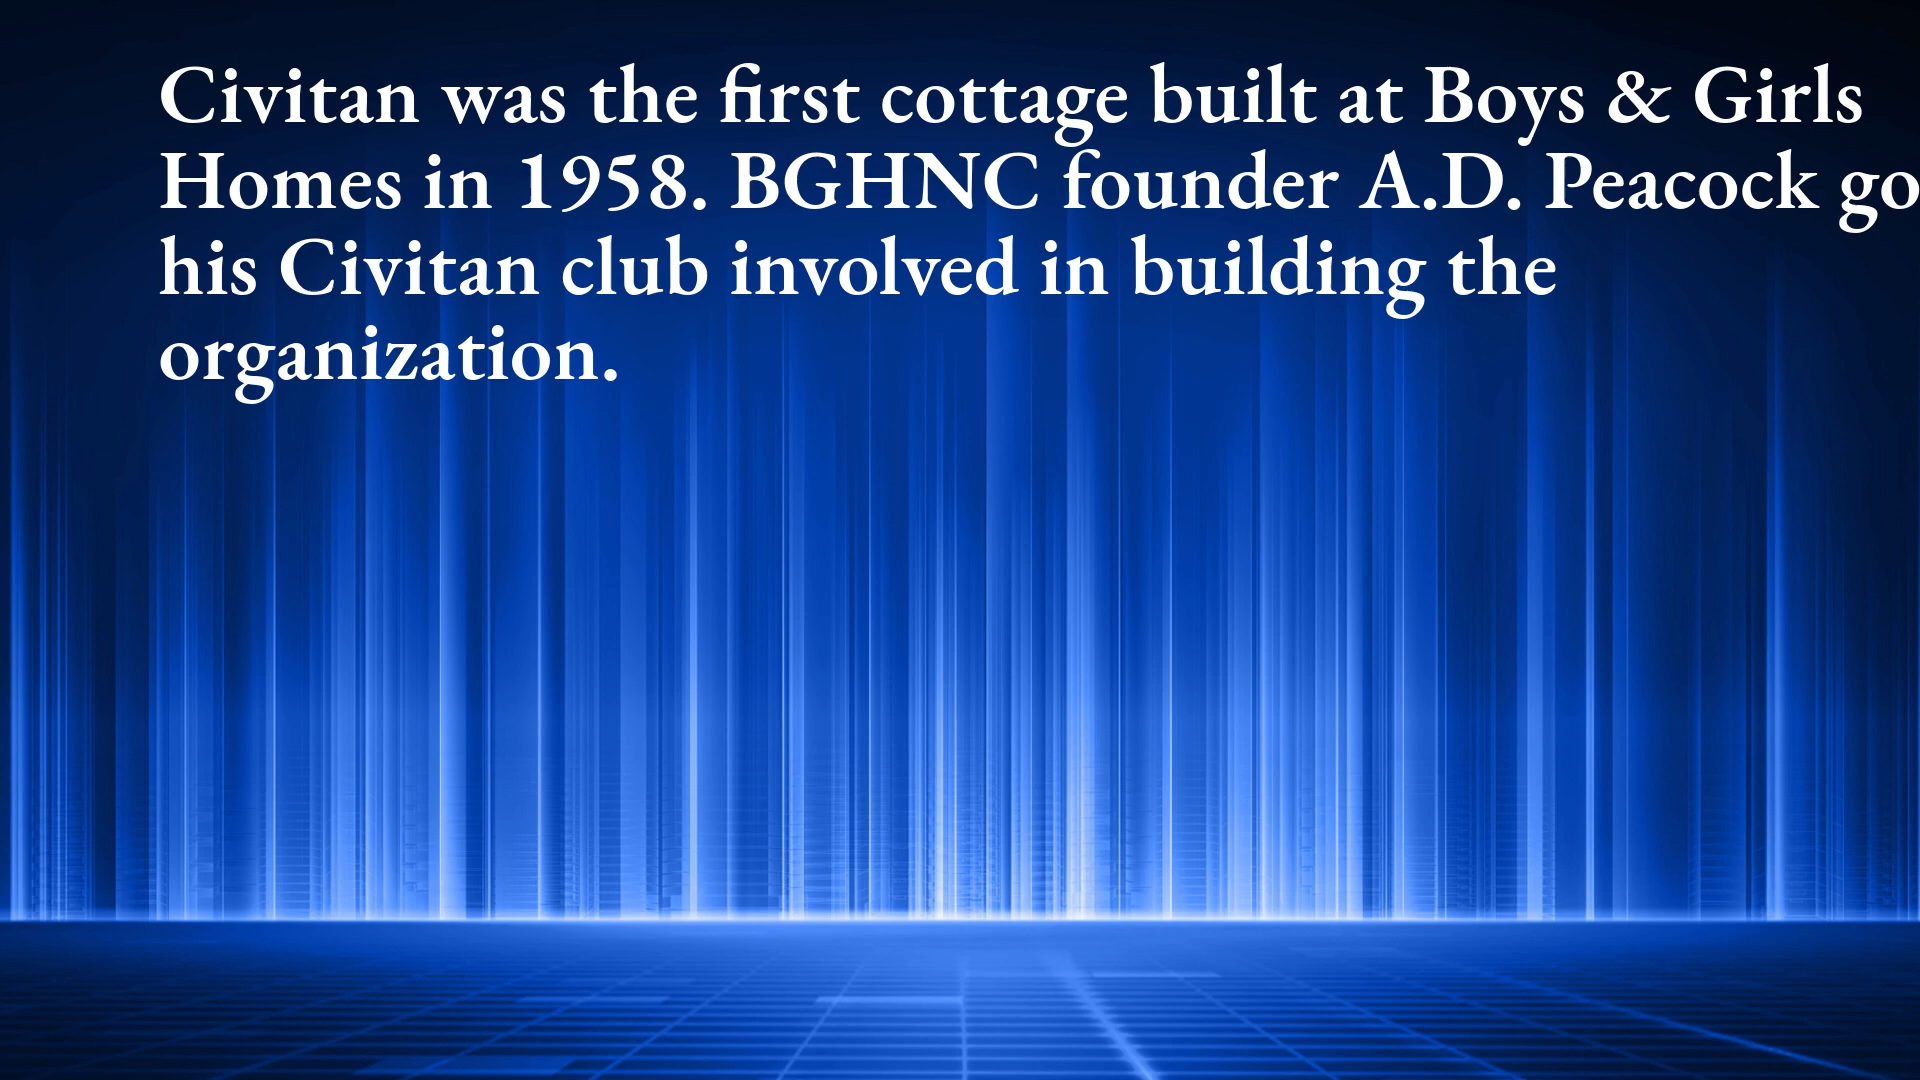 Civitan was the first cottage built at Boys & Girls
Homes in 1958. BGHNC founder A.D. Peacock go
his Civitan club involved in building the
organization.